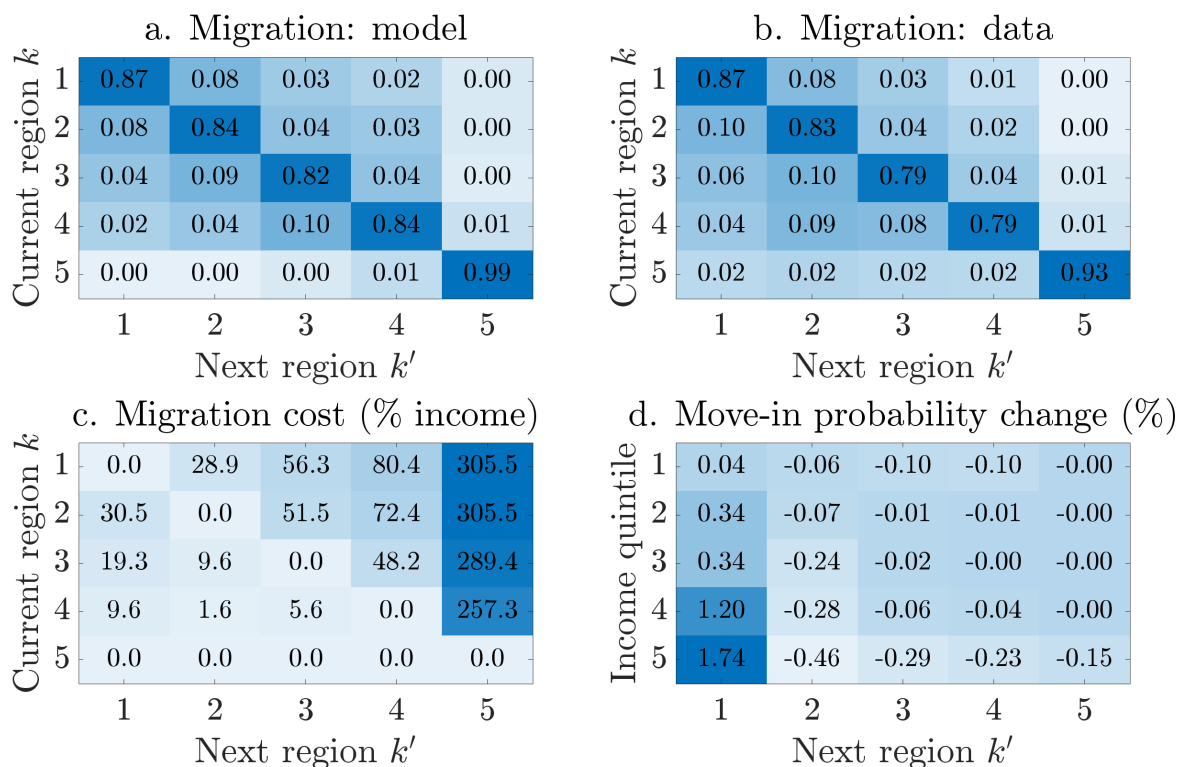 a. Migration: model
Current region k
1 0.87 0.08 0.03 0.02 0.00
2 0.08 0.84 0.04 0.03 0.00
3 0.04 0.09 0.82 0.04 0.00
4 0.02 0.04 0.10 0.84 0.01
5 0.00 0.00 0.00 0.01 0.99
1 2 3 4 5
Next region k′
b. Migration: data
Current region k
1 0.87 0.08 0.03 0.01 0.00
2 0.10 0.83 0.04 0.02 0.00
3 0.06 0.10 0.79 0.04 0.01
4 0.04 0.09 0.08 0.79 0.01
5 0.02 0.02 0.02 0.02 0.93
1 2 3 4 5
Next region k′
c. Migration cost (% income)
Current region k
1 0.0 28.9 56.3 80.4 305.5
2 30.5 0.0 51.5 72.4 305.5
3 19.3 9.6 0.0 48.2 289.4
4 9.6 1.6 5.6 0.0 257.3
5 0.0 0.0 0.0 0.0 0.0
1 2 3 4 5
Next region k′
d. Move-in probability change (%)
Income quintile
1 0.04 -0.06 -0.10 -0.10 -0.00
2 0.34 -0.07 -0.01 -0.01 -0.00
3 0.34 -0.24 -0.02 -0.00 -0.00
4 1.20 -0.28 -0.06 -0.04 -0.00
5 1.74 -0.46 -0.29 -0.23 -0.15
1 2 3 4 5
Next region k′